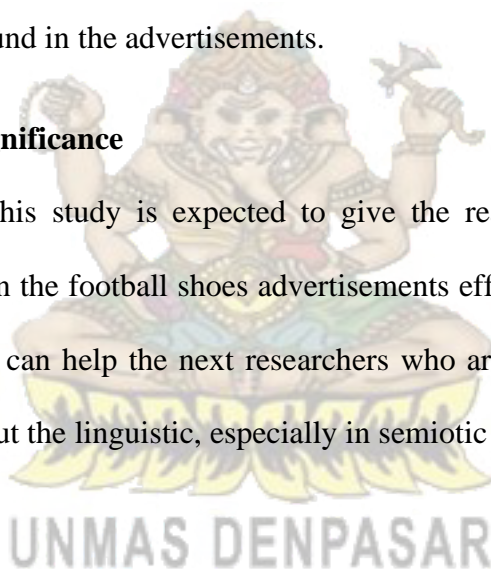 und in the advertisements.
nificance
his study is expected to give the re
n the football shoes advertisements eff
can help the next researchers who ar
ut the linguistic, especially in semiotic
UNMAS DENPASAR